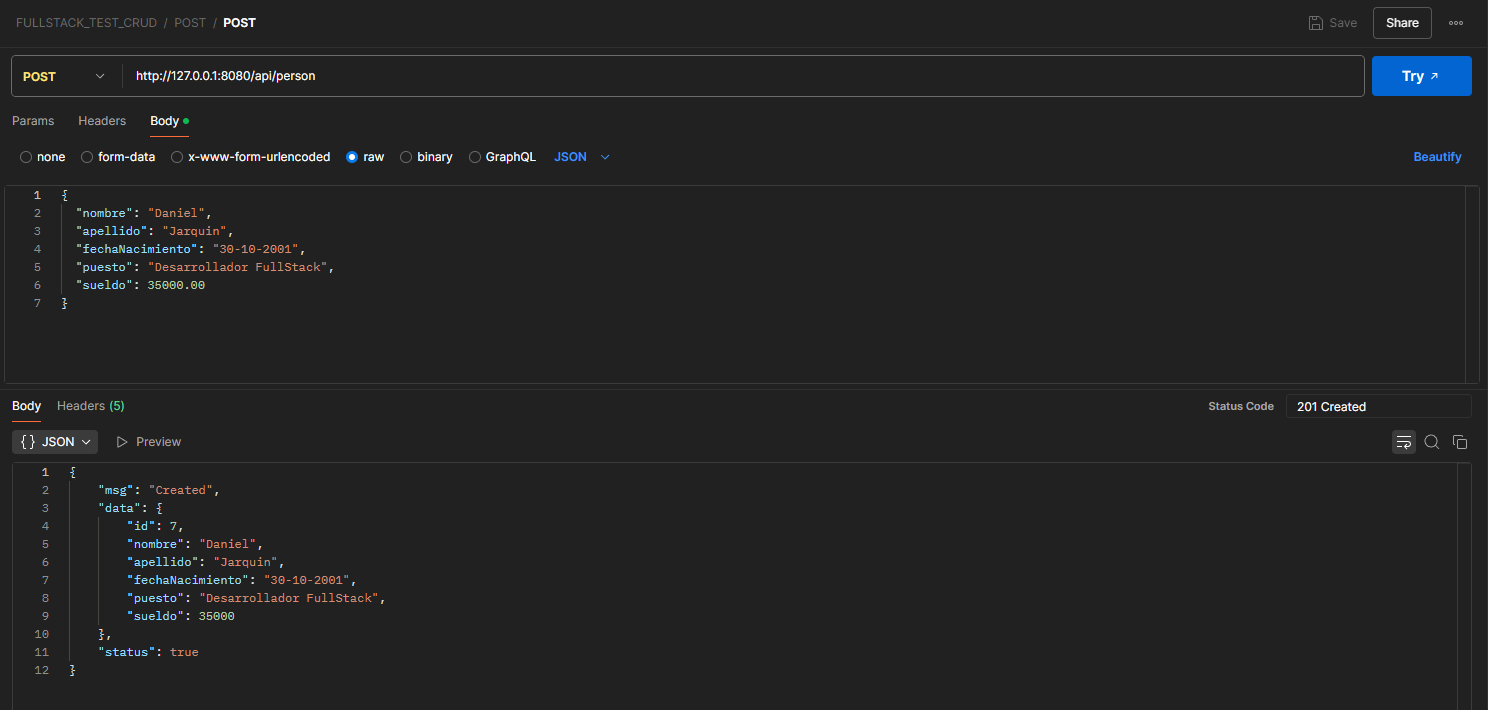 FULLSTACK_TEST_CRUD / POST / POST
Save
Share
POST
http://127.0.0.1:8080/api/person
Try
Params Headers Body
none form-data x-www-form-urlencoded raw binary GraphQL JSON Beautify
1 {
2 "nombre": "Daniel",
3 "apellido": "Jarquin",
4 "fechaNacimiento": "30-10-2001",
5 "puesto": "Desarrollador FullStack",
6 "sueldo": 35000.00
7 }
Body Headers (5) Status Code 201 Created
{ } JSON Preview
1 {
2 "msg": "Created",
3 "data": {
4 "id": 7,
5 "nombre": "Daniel",
6 "apellido": "Jarquin",
7 "fechaNacimiento": "30-10-2001",
8 "puesto": "Desarrollador FullStack",
9 "sueldo": 35000
10 },
11 "status": true
12 }